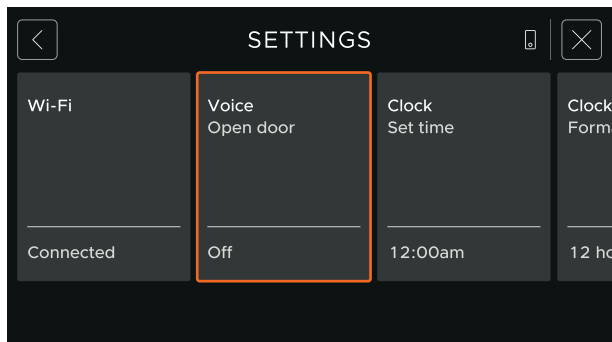 SETTINGS
Wi-Fi
Connected
Voice
Open door
Off
Clock
Set time
12:00am
Clock